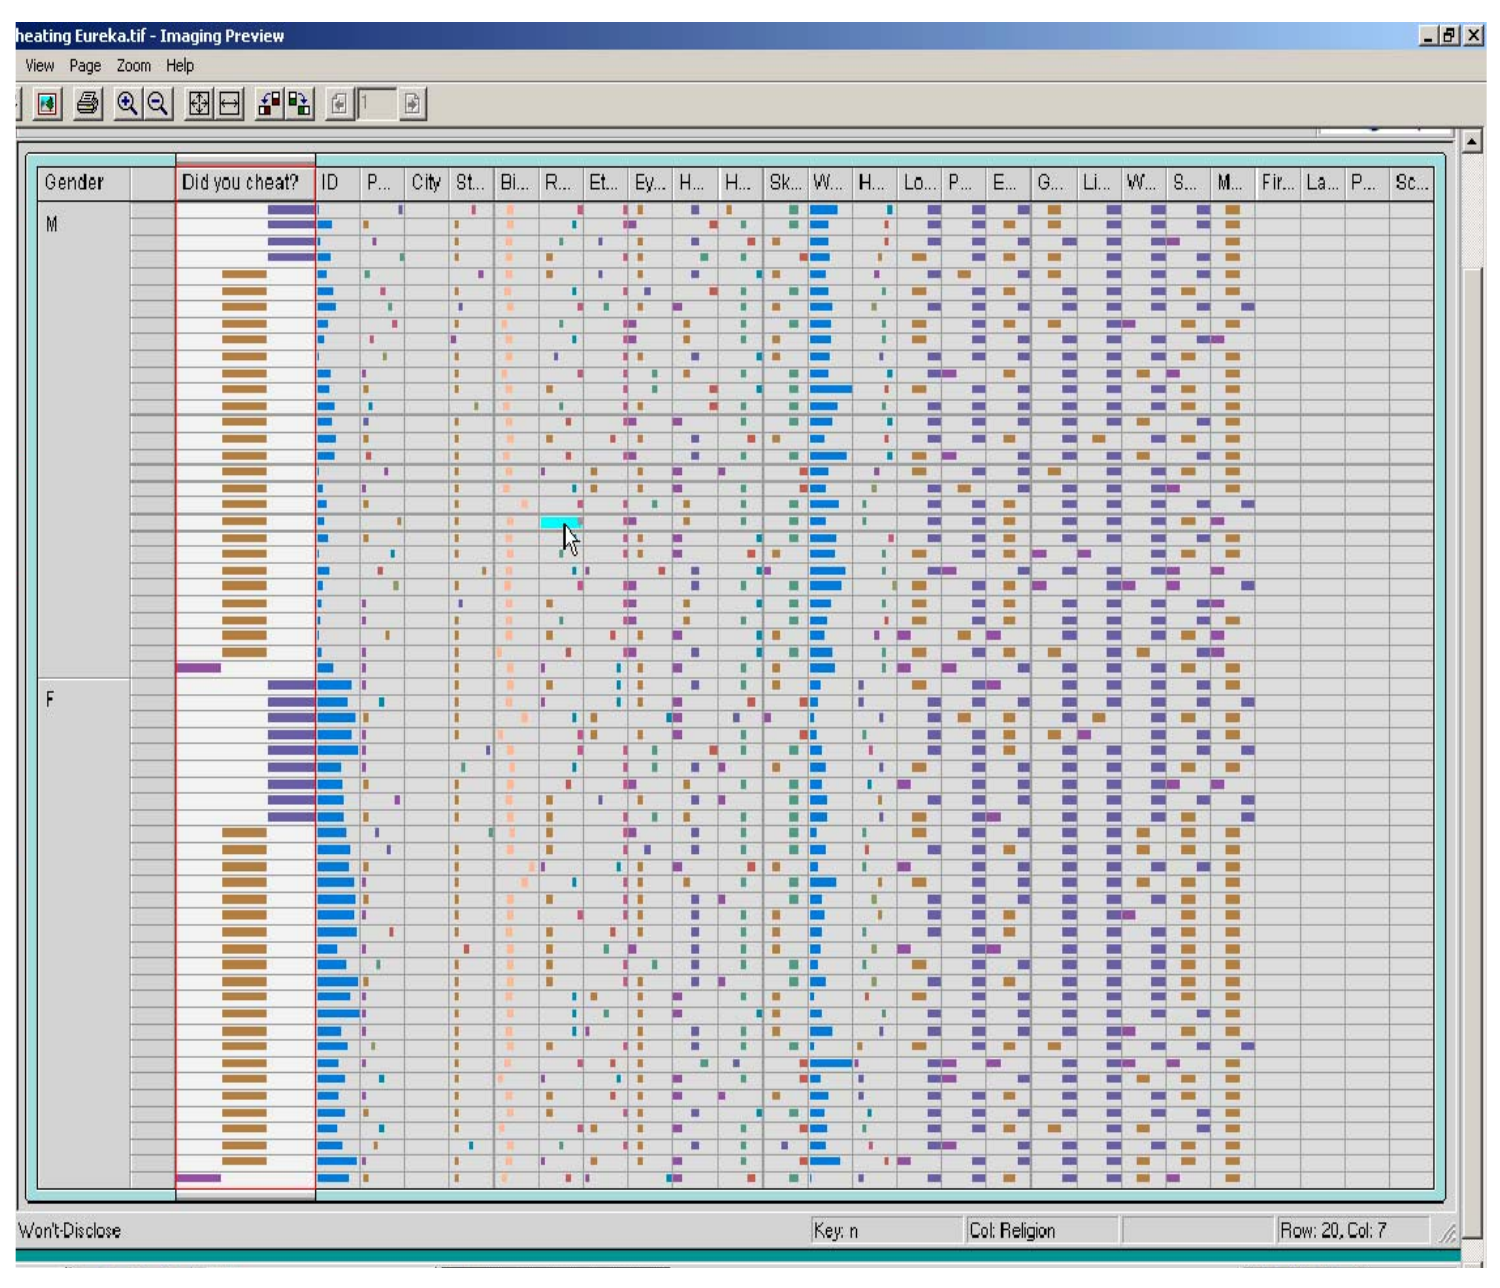 heating Eureka.tif - Imaging Preview
View Page Zoom Help
1
Gender Did you cheat? ID P... City St... Bi... R... Et... Ey... H... H... Sk... W... H... Lo... P... E... G... Li... W... S... M... Fir... La... P... Sc...
M
F
Won't-Disclose Key: n Col: Religion Row: 20, Col: 7